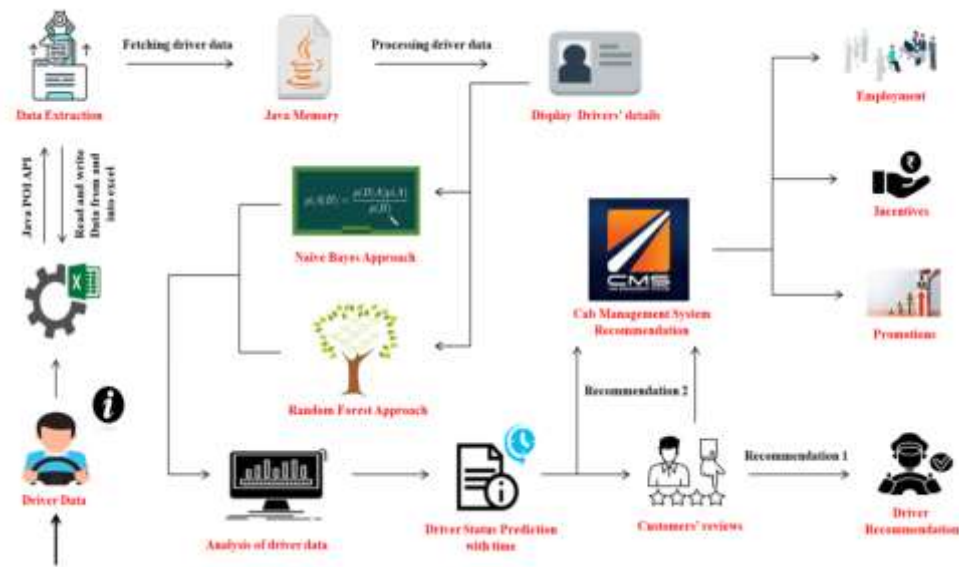 Fetching driver data
Processing driver data
Data Extraction
Java Memory
Display Drivers' details
Employment
Java POI API
Read and write
Data from and
into excel
Naive Bayes Approach
Incentives
CMS
Cab Management System
Recommendation
Promotions
Random Forest Approach
Recommendation 2
Driver Data
Recommendation 1
Analysis of driver data
Driver Status Prediction
with time
Customers' reviews
Driver
Recommendation